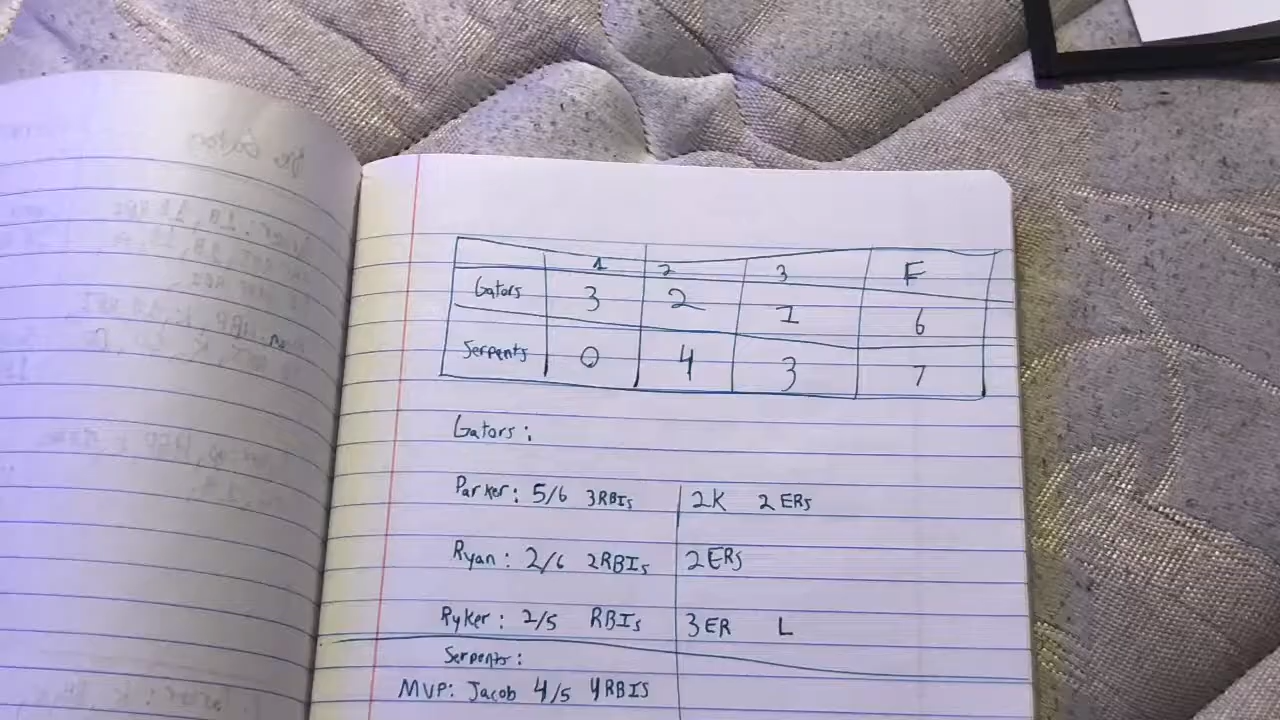 1 2 3 F
Gators 3 2 1 6
Serpents 0 4 3 7
Gators:
Parker: 5/6 3RBIs 2K 2ERs
Ryan: 2/6 2RBIs 2ERs
Ryker: 2/5 RBIs 3ER L
Serpents:
MVP: Jacob 4/5 4RBIs